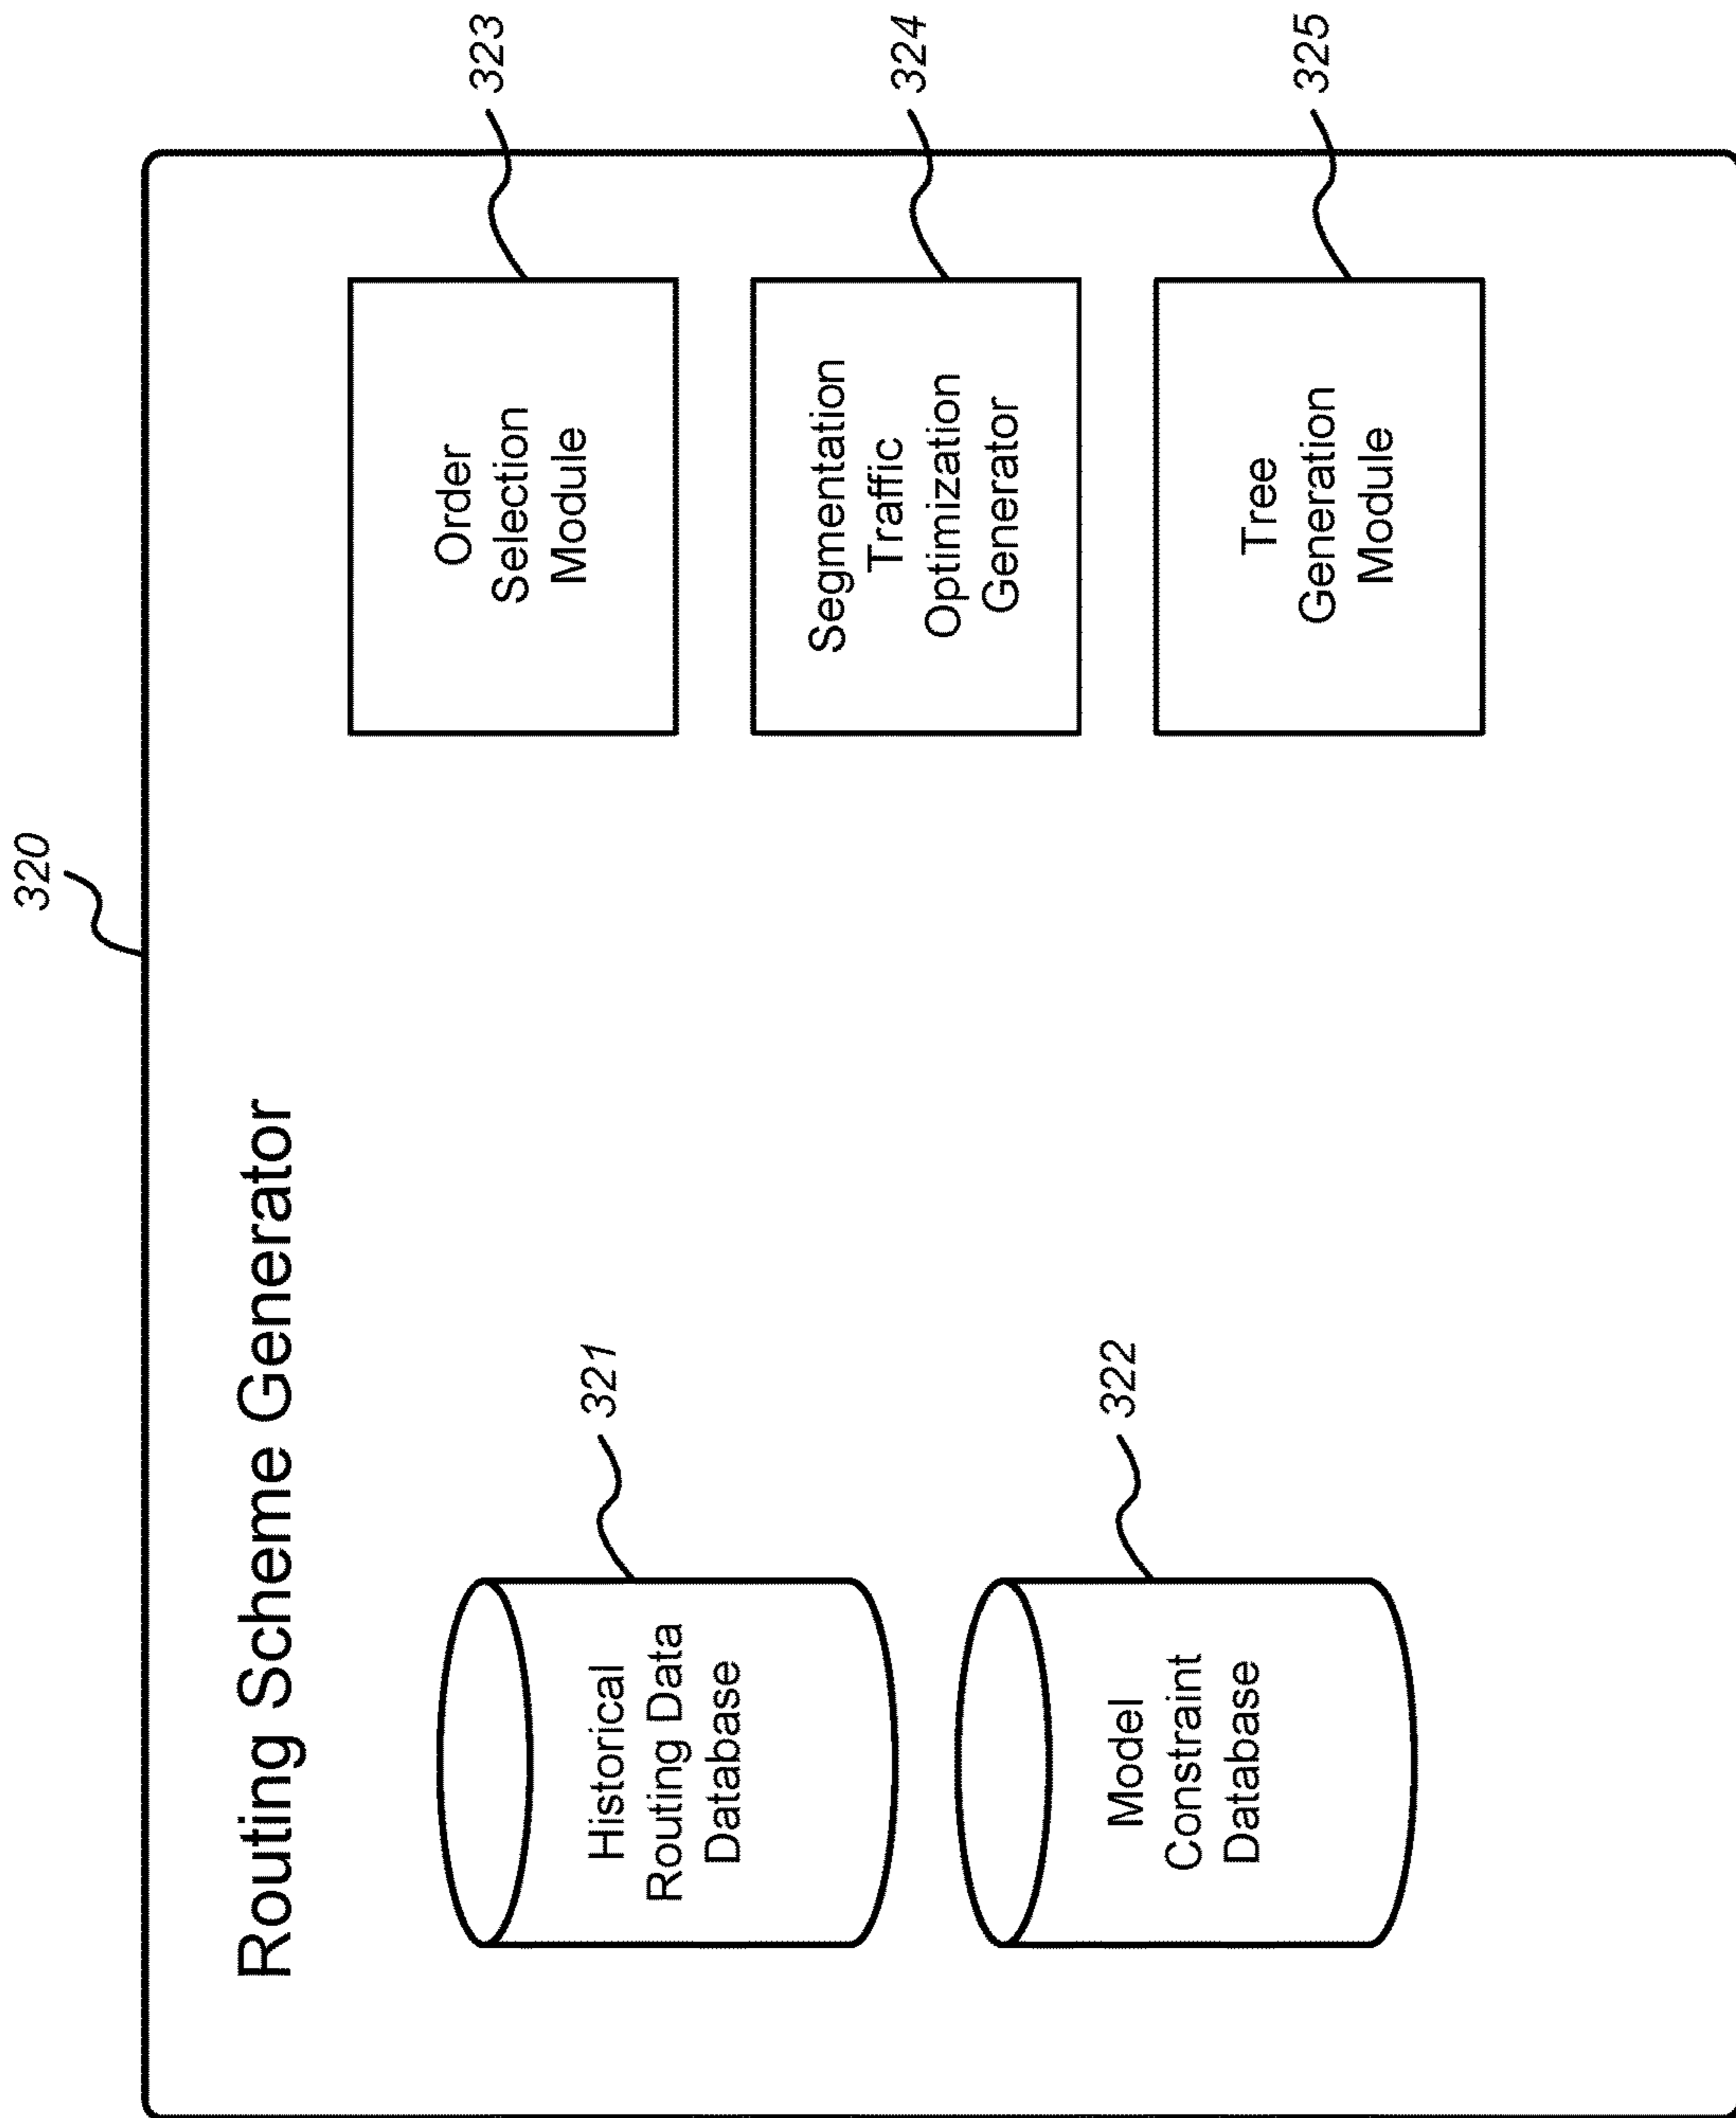 320
Routing Scheme Generator
321
Historical
Routing Data
Database
322
Model
Constraint
Database
323
Order
Selection
Module
324
Segmentation
Traffic
Optimization
Generator
325
Tree
Generation
Module